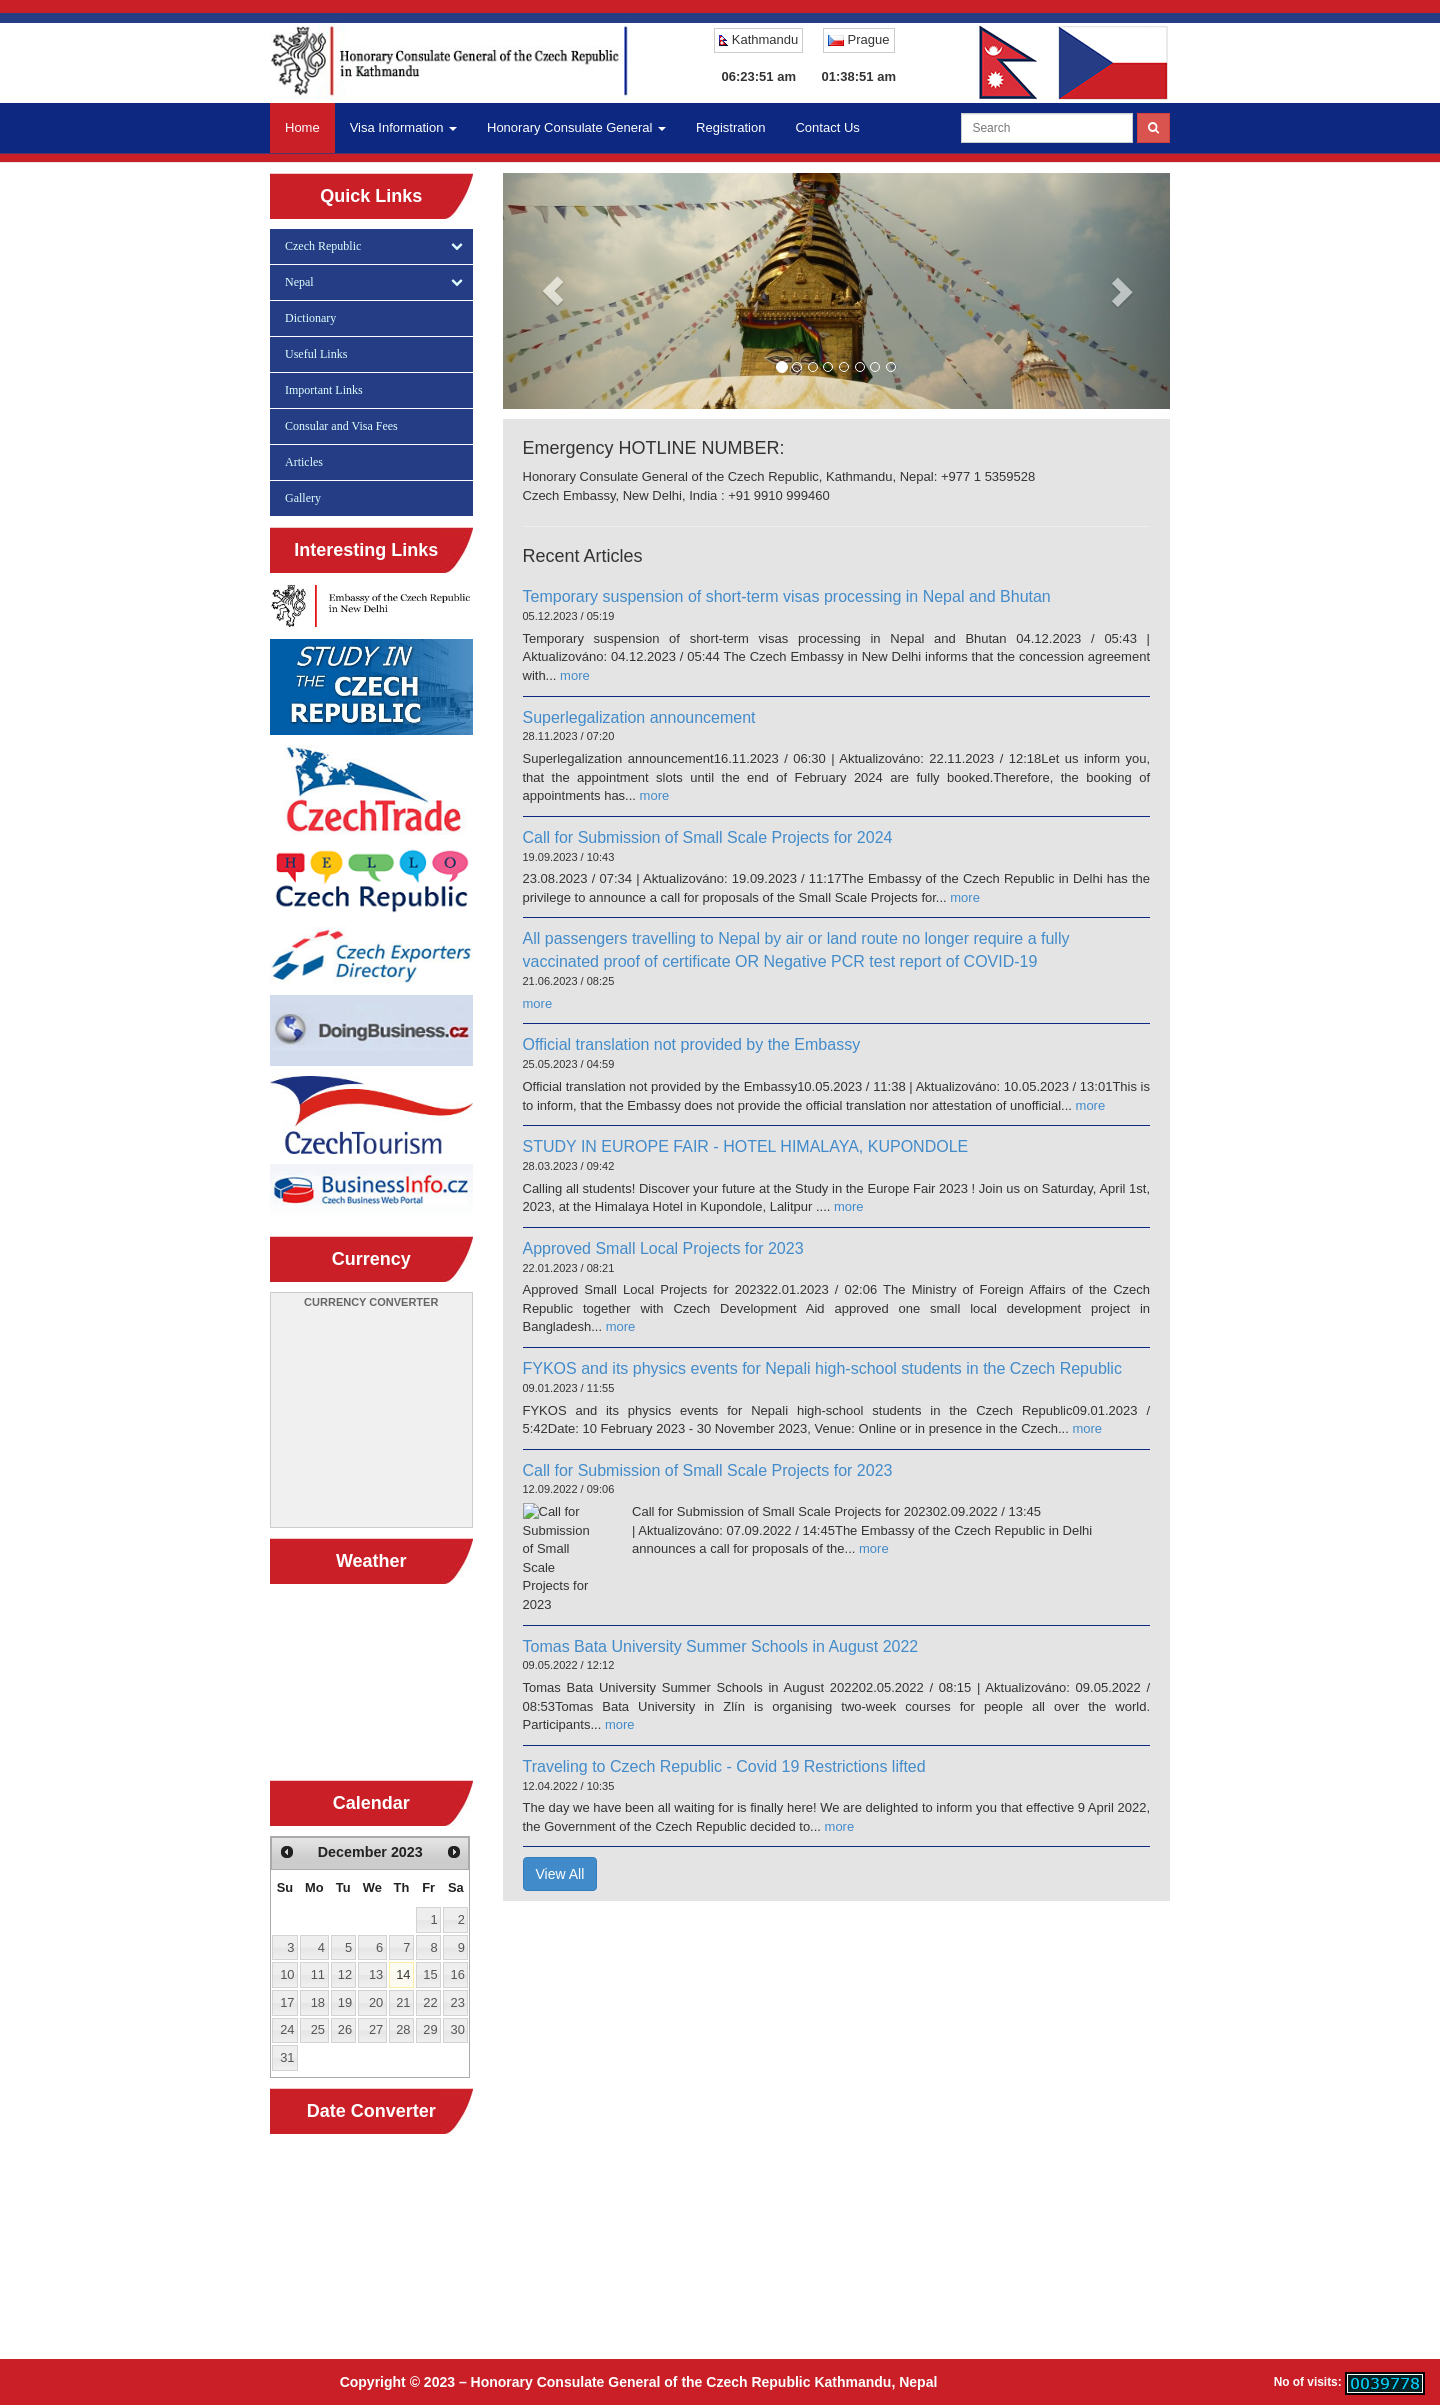 Honorary Consulate General of the Czech Republic
in Kathmandu
Kathmandu
Prague
06:23:51 am
01:38:51 am
Home
Visa Information
Honorary Consulate General
Registration
Contact Us
Search
Quick Links
Czech Republic
Nepal
Dictionary
Useful Links
Important Links
Consular and Visa Fees
Articles
Gallery
Interesting Links
Embassy of the Czech Republic
in New Delhi
STUDY IN
THE CZECH
REPUBLIC
CzechTrade
HELLO
Czech Republic
Czech Exporters
Directory
DoingBusiness.cz
CzechTourism
BusinessInfo.cz
Czech Business Web Portal
Currency
CURRENCY CONVERTER
Weather
Calendar
December 2023
Su Mo Tu We Th Fr Sa
1 2
3 4 5 6 7 8 9
10 11 12 13 14 15 16
17 18 19 20 21 22 23
24 25 26 27 28 29 30
31
Date Converter
Emergency HOTLINE NUMBER:
Honorary Consulate General of the Czech Republic, Kathmandu, Nepal: +977 1 5359528
Czech Embassy, New Delhi, India : +91 9910 999460
Recent Articles
Temporary suspension of short-term visas processing in Nepal and Bhutan
05.12.2023 / 05:19
Temporary suspension of short-term visas processing in Nepal and Bhutan 04.12.2023 / 05:43 |
Aktualizováno: 04.12.2023 / 05:44 The Czech Embassy in New Delhi informs that the concession agreement
with... more
Superlegalization announcement
28.11.2023 / 07:20
Superlegalization announcement16.11.2023 / 06:30 | Aktualizováno: 22.11.2023 / 12:18Let us inform you,
that the appointment slots until the end of February 2024 are fully booked.Therefore, the booking of
appointments has... more
Call for Submission of Small Scale Projects for 2024
19.09.2023 / 10:43
23.08.2023 / 07:34 | Aktualizováno: 19.09.2023 / 11:17The Embassy of the Czech Republic in Delhi has the
privilege to announce a call for proposals of the Small Scale Projects for... more
All passengers travelling to Nepal by air or land route no longer require a fully
vaccinated proof of certificate OR Negative PCR test report of COVID-19
21.06.2023 / 08:25
more
Official translation not provided by the Embassy
25.05.2023 / 04:59
Official translation not provided by the Embassy10.05.2023 / 11:38 | Aktualizováno: 10.05.2023 / 13:01This is
to inform, that the Embassy does not provide the official translation nor attestation of unofficial... more
STUDY IN EUROPE FAIR - HOTEL HIMALAYA, KUPONDOLE
28.03.2023 / 09:42
Calling all students! Discover your future at the Study in the Europe Fair 2023 ! Join us on Saturday, April 1st,
2023, at the Himalaya Hotel in Kupondole, Lalitpur .... more
Approved Small Local Projects for 2023
22.01.2023 / 08:21
Approved Small Local Projects for 202322.01.2023 / 02:06 The Ministry of Foreign Affairs of the Czech
Republic together with Czech Development Aid approved one small local development project in
Bangladesh... more
FYKOS and its physics events for Nepali high-school students in the Czech Republic
09.01.2023 / 11:55
FYKOS and its physics events for Nepali high-school students in the Czech Republic09.01.2023 /
5:42Date: 10 February 2023 - 30 November 2023, Venue: Online or in presence in the Czech... more
Call for Submission of Small Scale Projects for 2023
12.09.2022 / 09:06
Call for
Submission
of Small
Scale
Projects for
2023
Call for Submission of Small Scale Projects for 202302.09.2022 / 13:45
| Aktualizováno: 07.09.2022 / 14:45The Embassy of the Czech Republic in Delhi
announces a call for proposals of the... more
Tomas Bata University Summer Schools in August 2022
09.05.2022 / 12:12
Tomas Bata University Summer Schools in August 202202.05.2022 / 08:15 | Aktualizováno: 09.05.2022 /
08:53Tomas Bata University in Zlín is organising two-week courses for people all over the world.
Participants... more
Traveling to Czech Republic - Covid 19 Restrictions lifted
12.04.2022 / 10:35
The day we have been all waiting for is finally here! We are delighted to inform you that effective 9 April 2022,
the Government of the Czech Republic decided to... more
View All
Copyright © 2023 – Honorary Consulate General of the Czech Republic Kathmandu, Nepal
No of visits: 0039778